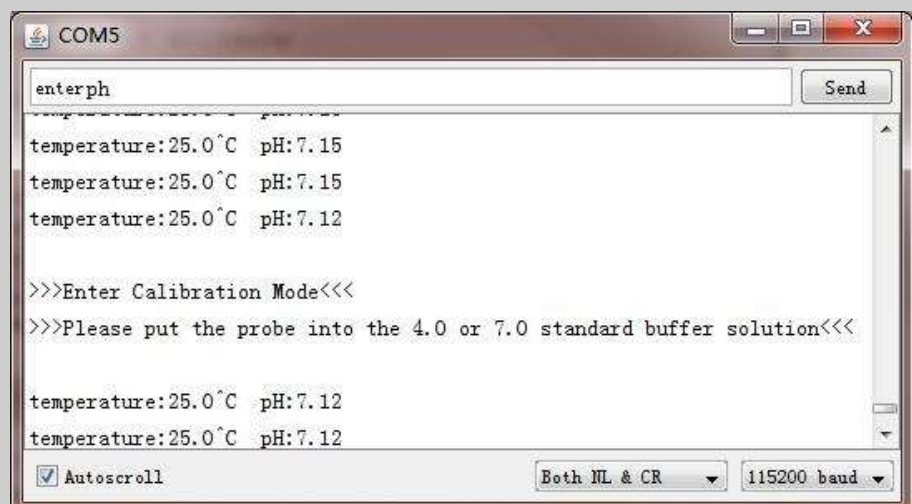 COM5
enterph
Send
temperature:25.0^C  pH:7.15
temperature:25.0^C  pH:7.15
temperature:25.0^C  pH:7.12
>>>Enter Calibration Mode<<<
>>>Please put the probe into the 4.0 or 7.0 standard buffer solution<<<
temperature:25.0^C  pH:7.12
temperature:25.0^C  pH:7.12
Autoscroll
Both NL & CR
115200 baud